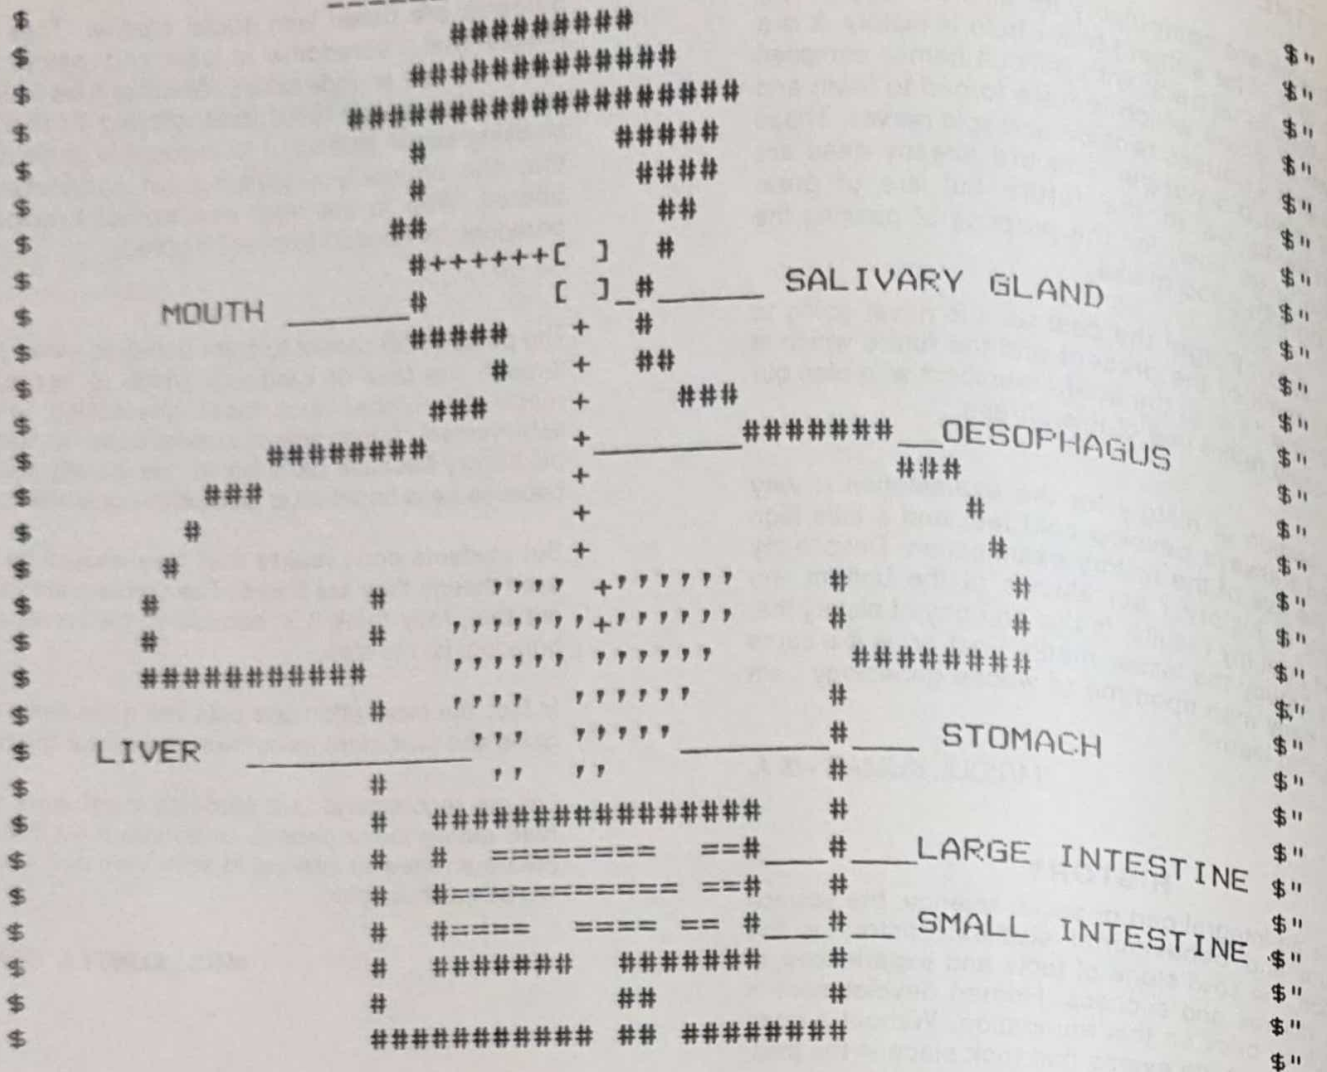 SALIVARY GLAND
MOUTH
OESOPHAGUS
STOMACH
LIVER
LARGE INTESTINE
SMALL INTESTINE